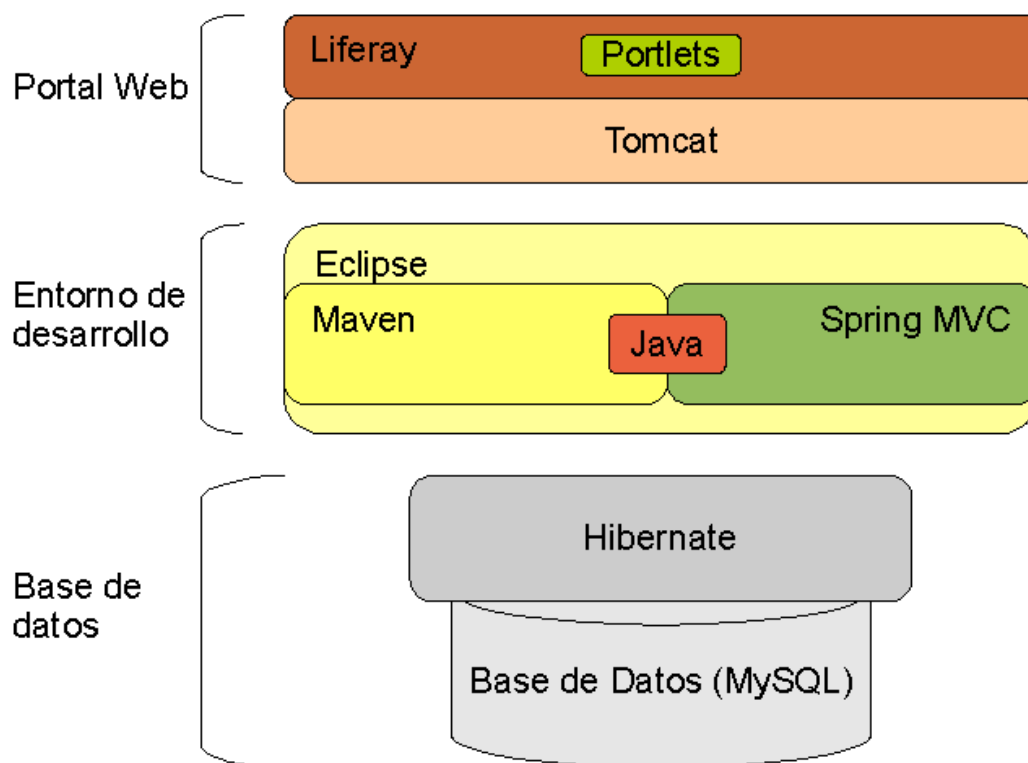 Portal Web
Liferay
Portlets
Tomcat
Entorno de
desarrollo
Eclipse
Maven
Java
Spring MVC
Base de
datos
Hibernate
Base de Datos (MySQL)